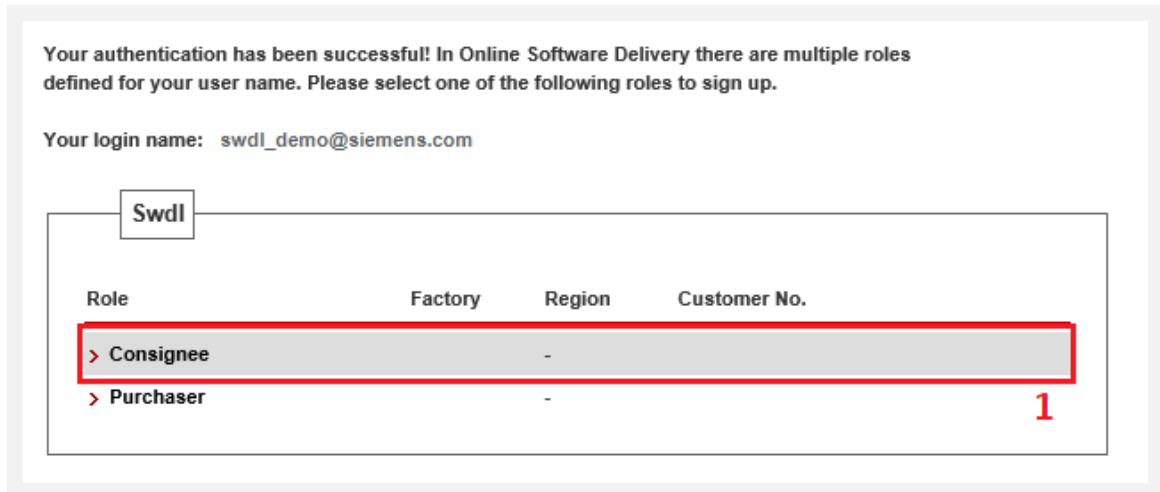 Your authentication has been successful! In Online Software Delivery there are multiple roles
defined for your user name. Please select one of the following roles to sign up.
Your login name: swdl_demo@siemens.com
Swdl
Role Factory Region Customer No.
> Consignee -
> Purchaser -
1